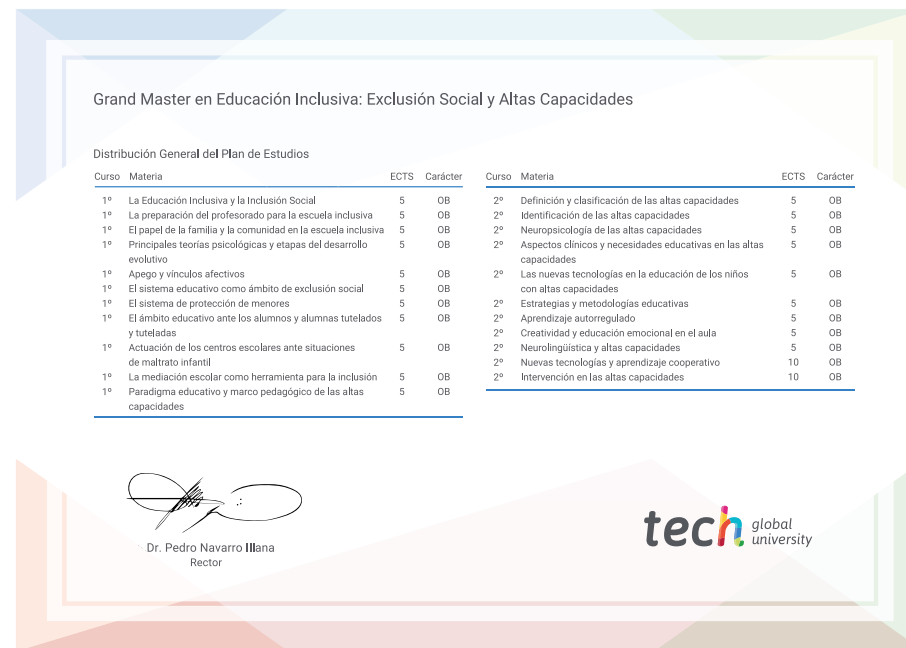 Grand Master en Educación Inclusiva: Exclusión Social y Altas Capacidades
Distribución General del Plan de Estudios
Curso Materia ECTS Carácter
1º La Educación Inclusiva y la Inclusión Social 5 OB
1º La preparación del profesorado para la escuela inclusiva 5 OB
1º El papel de la familia y la comunidad en la escuela inclusiva 5 OB
1º Principales teorías psicológicas y etapas del desarrollo 5 OB
evolutivo
1º Apego y vínculos afectivos 5 OB
1º El sistema educativo como ámbito de exclusión social 5 OB
1º El sistema de protección de menores 5 OB
1º El ámbito educativo ante los alumnos y alumnas tutelados 5 OB
y tuteladas
1º Actuación de los centros escolares ante situaciones 5 OB
de maltrato infantil
1º La mediación escolar como herramienta para la inclusión 5 OB
1º Paradigma educativo y marco pedagógico de las altas 5 OB
capacidades
Curso Materia ECTS Carácter
2º Definición y clasificación de las altas capacidades 5 OB
2º Identificación de las altas capacidades 5 OB
2º Neuropsicología de las altas capacidades 5 OB
2º Aspectos clínicos y necesidades educativas en las altas 5 OB
capacidades
2º Las nuevas tecnologías en la educación de los niños 5 OB
con altas capacidades
2º Estrategias y metodologías educativas 5 OB
2º Aprendizaje autorregulado 5 OB
2º Creatividad y educación emocional en el aula 5 OB
2º Neurolingüística y altas capacidades 5 OB
2º Nuevas tecnologías y aprendizaje cooperativo 10 OB
2º Intervención en las altas capacidades 10 OB
Dr. Pedro Navarro Illana
Rector
tech global
university